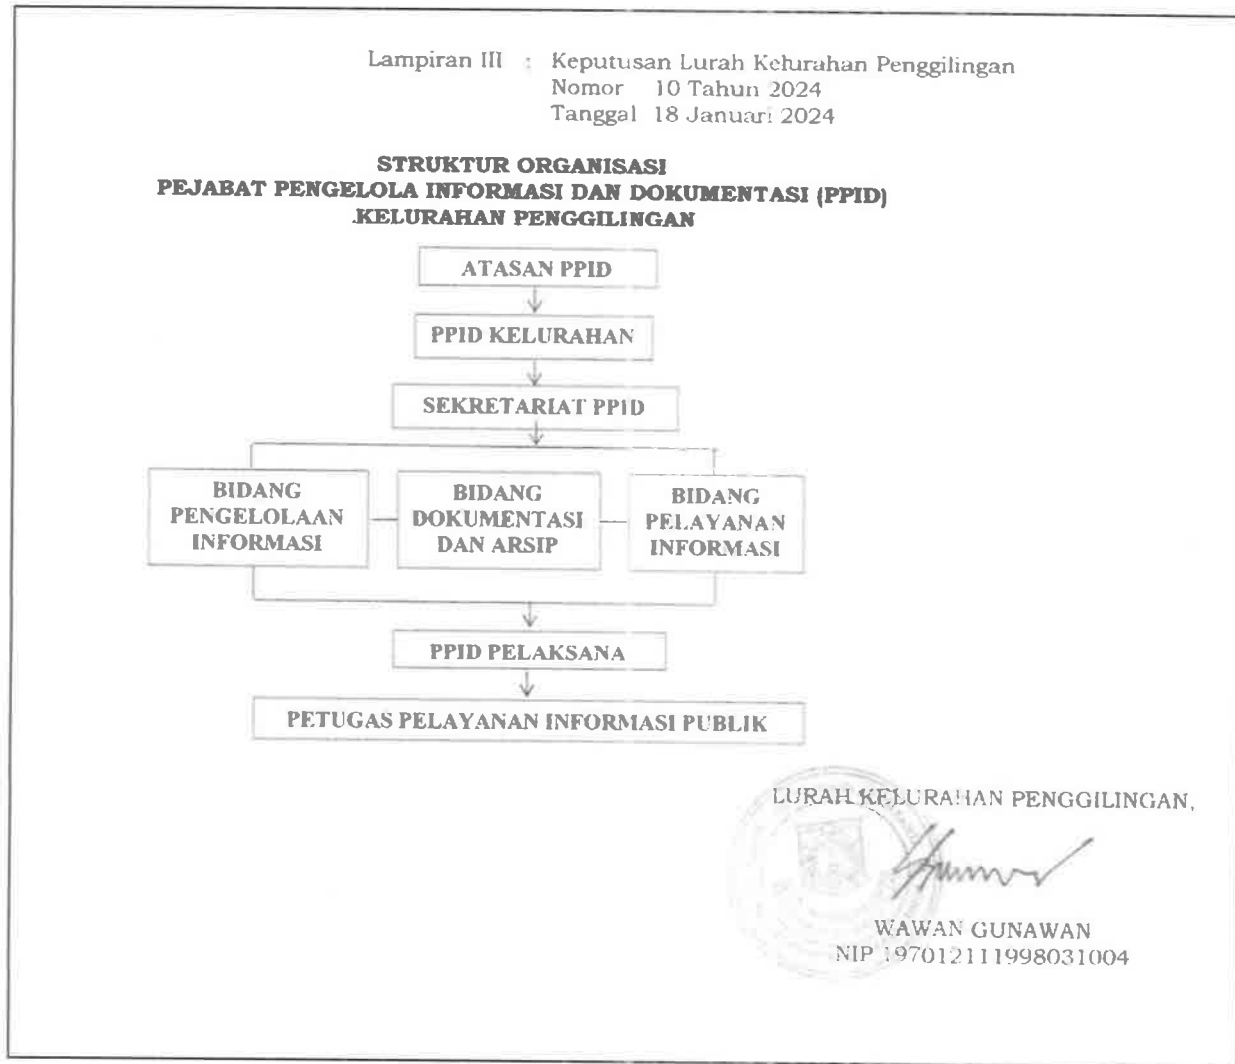 Lampiran III : Keputusan Lurah Kelurahan Penggilingan
Nomor 10 Tahun 2024
Tanggal 18 Januari 2024
STRUKTUR ORGANISASI
PEJABAT PENGELOLA INFORMASI DAN DOKUMENTASI (PPID)
KELURAHAN PENGGILINGAN
ATASAN PPID
PPID KELURAHAN
SEKRETARIAT PPID
BIDANG
PENGELOLAAN
INFORMASI
BIDANG
DOKUMENTASI
DAN ARSIP
BIDANG
PELAYANAN
INFORMASI
PPID PELAKSANA
PETUGAS PELAYANAN INFORMASI PUBLIK
LURAH KELURAHAN PENGGILINGAN,
WAWAN GUNAWAN
NIP 197012111998031004